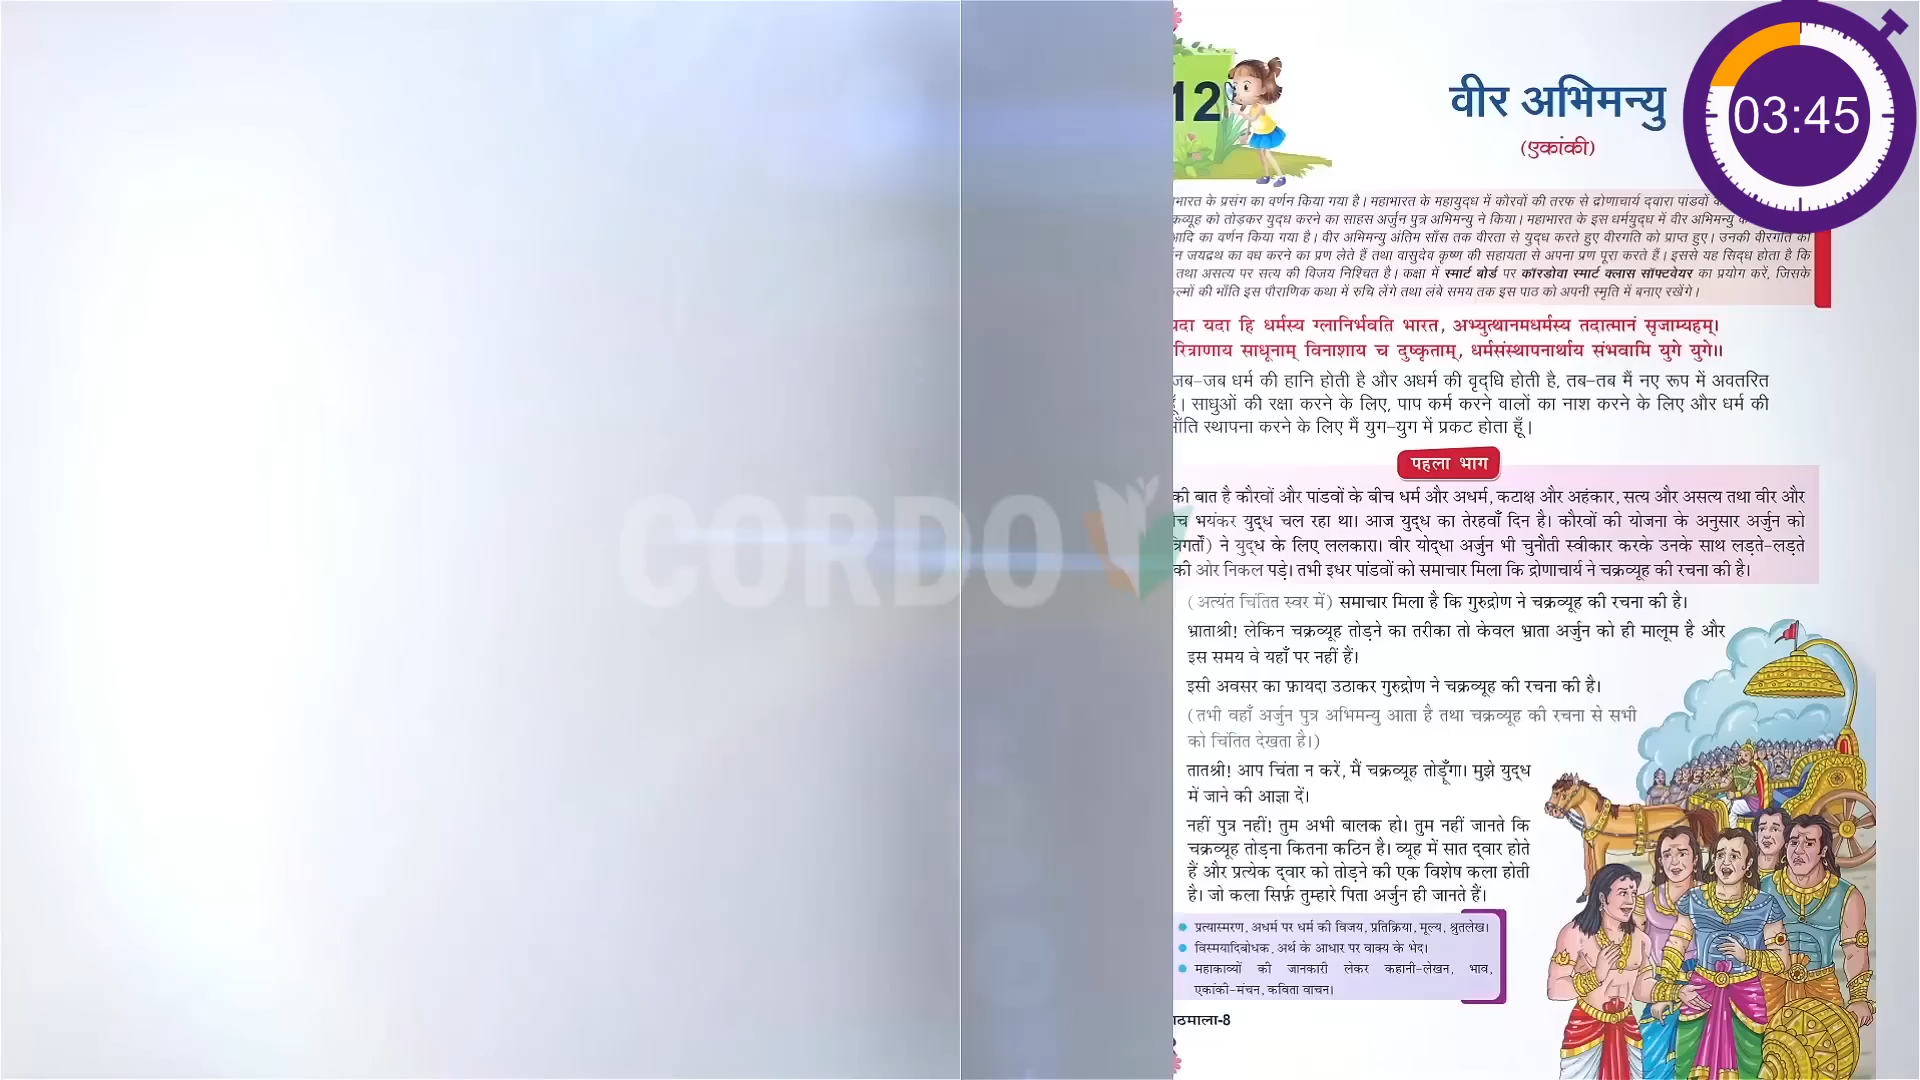 12
वीर अभिमन्यु
03:45
(एकांकी)
के प्रसंग का वर्णन किया गया है। महाभारत के महायुद्ध में कौरवों की तरफ से द्रोणाचार्य द्वारा पांडवों
को तोड़कर युद्ध करने का साहस अर्जुन पुत्र अभिमन्यु ने किया। महाभारत के इस धर्मयुद्ध में वीर अभिमन्यु
का वर्णन किया गया है। वीर अभिमन्यु अंतिम साँस तक वीरता से युद्ध करते हुए वीरगति को प्राप्त हुए। उनकी वीरगति की
जयद्रथ का वध करने का प्रण लेते हैं तथा वासुदेव कृष्ण की सहायता से अपना प्रण पूरा करते हैं। इससे यह सिद्ध होता है कि
तथा असत्य पर सत्य की विजय निश्चित है। कक्षा में स्मार्ट बोर्ड पर कॉरडोवा स्मार्ट क्लास सॉफ्टवेयर का प्रयोग करें, जिसके
की भाँति इस पौराणिक कथा में रुचि लेंगे तथा लंबे समय तक इस पाठ को अपनी स्मृति में बनाए रखेंगे।
यदा हि धर्मस्य ग्लानिर्भवति भारत, अभ्युत्थानमधर्मस्य तदात्मानं सृजाम्यहम्।
साधूनाम् विनाशाय च दुष्कृताम्, धर्मसंस्थापनार्थाय संभवामि युगे युगे॥
जब-जब धर्म की हानि होती है और अधर्म की वृद्धि होती है, तब-तब मैं नए रूप में अवतरित
साधुओं की रक्षा करने के लिए, पाप कर्म करने वालों का नाश करने के लिए और धर्म की
स्थापना करने के लिए मैं युग-युग में प्रकट होता हूँ।
पहला भाग
की बात है कौरवों और पांडवों के बीच धर्म और अधर्म, कटाक्ष और अहंकार, सत्य और असत्य तथा वीर और
भयंकर युद्ध चल रहा था। आज युद्ध का तेरहवाँ दिन है। कौरवों की योजना के अनुसार अर्जुन को
ने युद्ध के लिए ललकारा। वीर योद्धा अर्जुन भी चुनौती स्वीकार करके उनके साथ लड़ते-लड़ते
की ओर निकल पड़े। तभी इधर पांडवों को समाचार मिला कि द्रोणाचार्य ने चक्रव्यूह की रचना की है।
CORDO
(अत्यंत चिंतित स्वर में) समाचार मिला है कि गुरुद्रोण ने चक्रव्यूह की रचना की है।
भ्राताश्री! लेकिन चक्रव्यूह तोड़ने का तरीका तो केवल भ्राता अर्जुन को ही मालूम है और
इस समय वे यहाँ पर नहीं हैं।
इसी अवसर का फ़ायदा उठाकर गुरुद्रोण ने चक्रव्यूह की रचना की है।
(तभी वहाँ अर्जुन पुत्र अभिमन्यु आता है तथा चक्रव्यूह की रचना से सभी
को चिंतित देखता है।)
तातश्री! आप चिंता न करें, मैं चक्रव्यूह तोड़ूँगा। मुझे युद्ध
में जाने की आज्ञा दें।
नहीं पुत्र नहीं! तुम अभी बालक हो। तुम नहीं जानते कि
चक्रव्यूह तोड़ना कितना कठिन है। व्यूह में सात द्वार होते
हैं और प्रत्येक द्वार को तोड़ने की एक विशेष कला होती
है। जो कला सिर्फ़ तुम्हारे पिता अर्जुन ही जानते हैं।
प्रत्यास्मरण, अधर्म पर धर्म की विजय, प्रतिक्रिया, मूल्य, श्रुतलेख।
विस्मयादिबोधक, अर्थ के आधार पर वाक्य के भेद।
महाकाव्यों की जानकारी लेकर कहानी-लेखन, भाव,
एकांकी-मंचन, कविता वाचन।
ठमाला-8